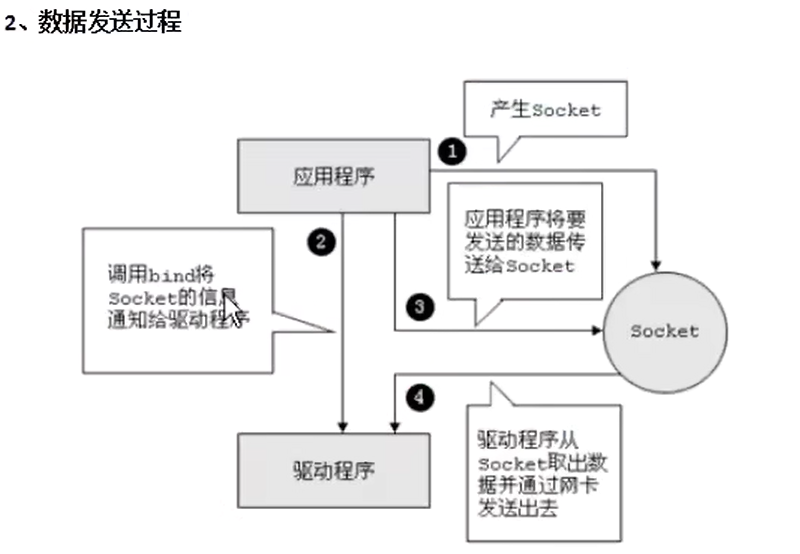 2、数据发送过程
产生Socket
1
应用程序
2
应用程序将要
发送的数据传
送给Socket
调用bind将
Socket的信息
通知给驱动程序
3
Socket
4
驱动程序
驱动程序从
Socket取出数
据并通过网卡
发送出去